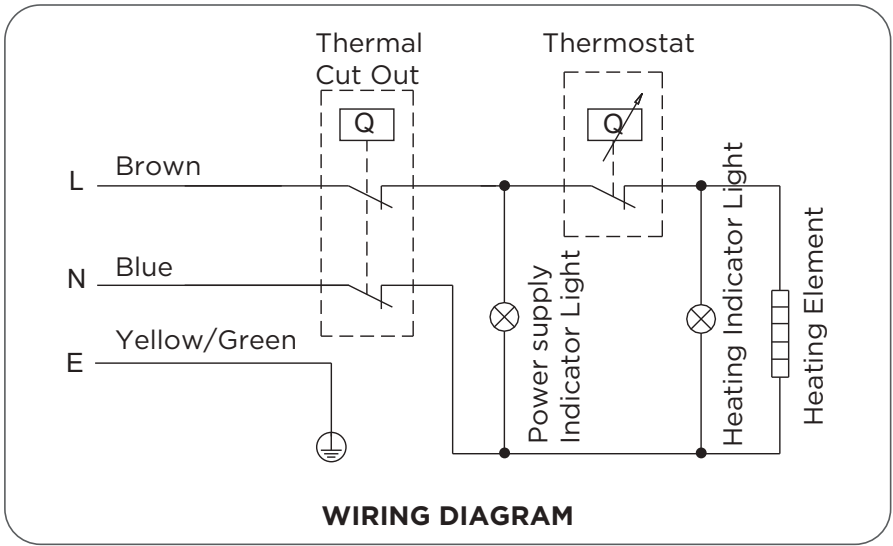 Thermal
Cut Out
Thermostat
Q
Q
L
Brown
N
Blue
E
Yellow/Green
Power supply
Indicator Light
Heating Indicator Light
Heating Element
WIRING DIAGRAM